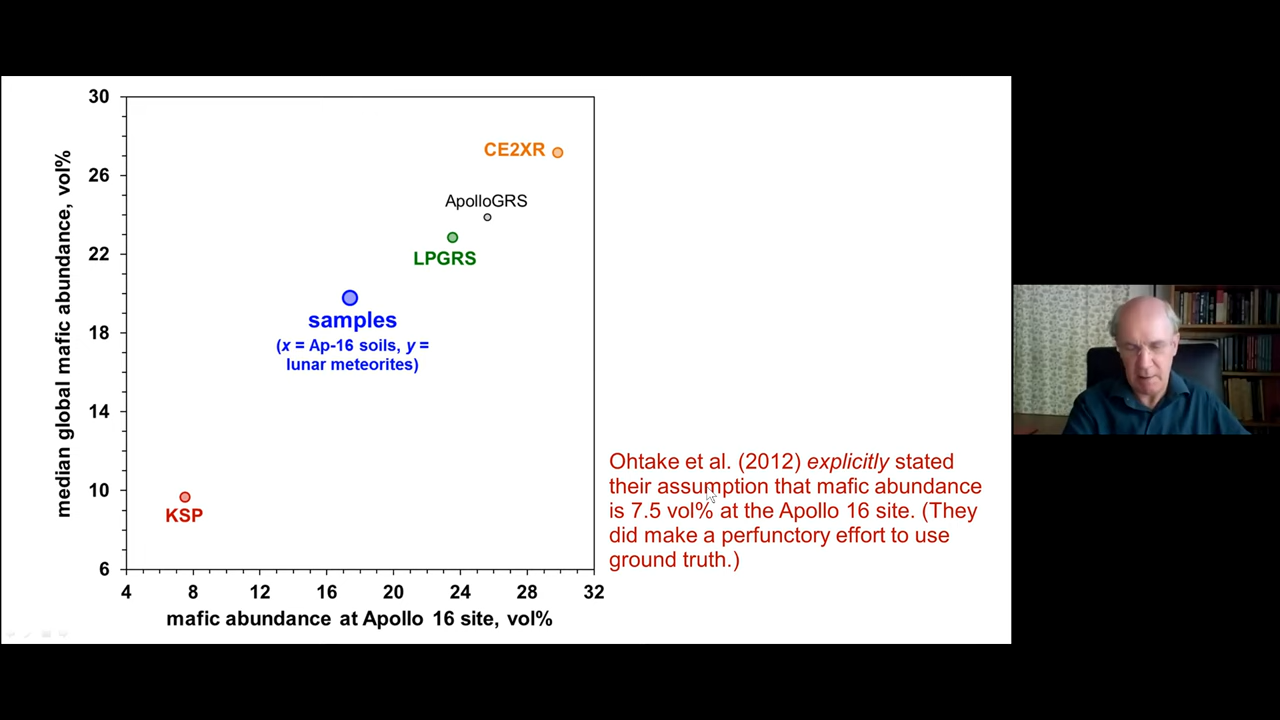 30
26
22
18
14
10
6
median global mafic abundance, vol%
CE2XR
ApolloGRS
LPGRS
samples
(x = Ap-16 soils, y =
lunar meteorites)
KSP
4 8 12 16 20 24 28 32
mafic abundance at Apollo 16 site, vol%
Ohtake et al. (2012) explicitly stated
their assumption that mafic abundance
is 7.5 vol% at the Apollo 16 site. (They
did make a perfunctory effort to use
ground truth.)